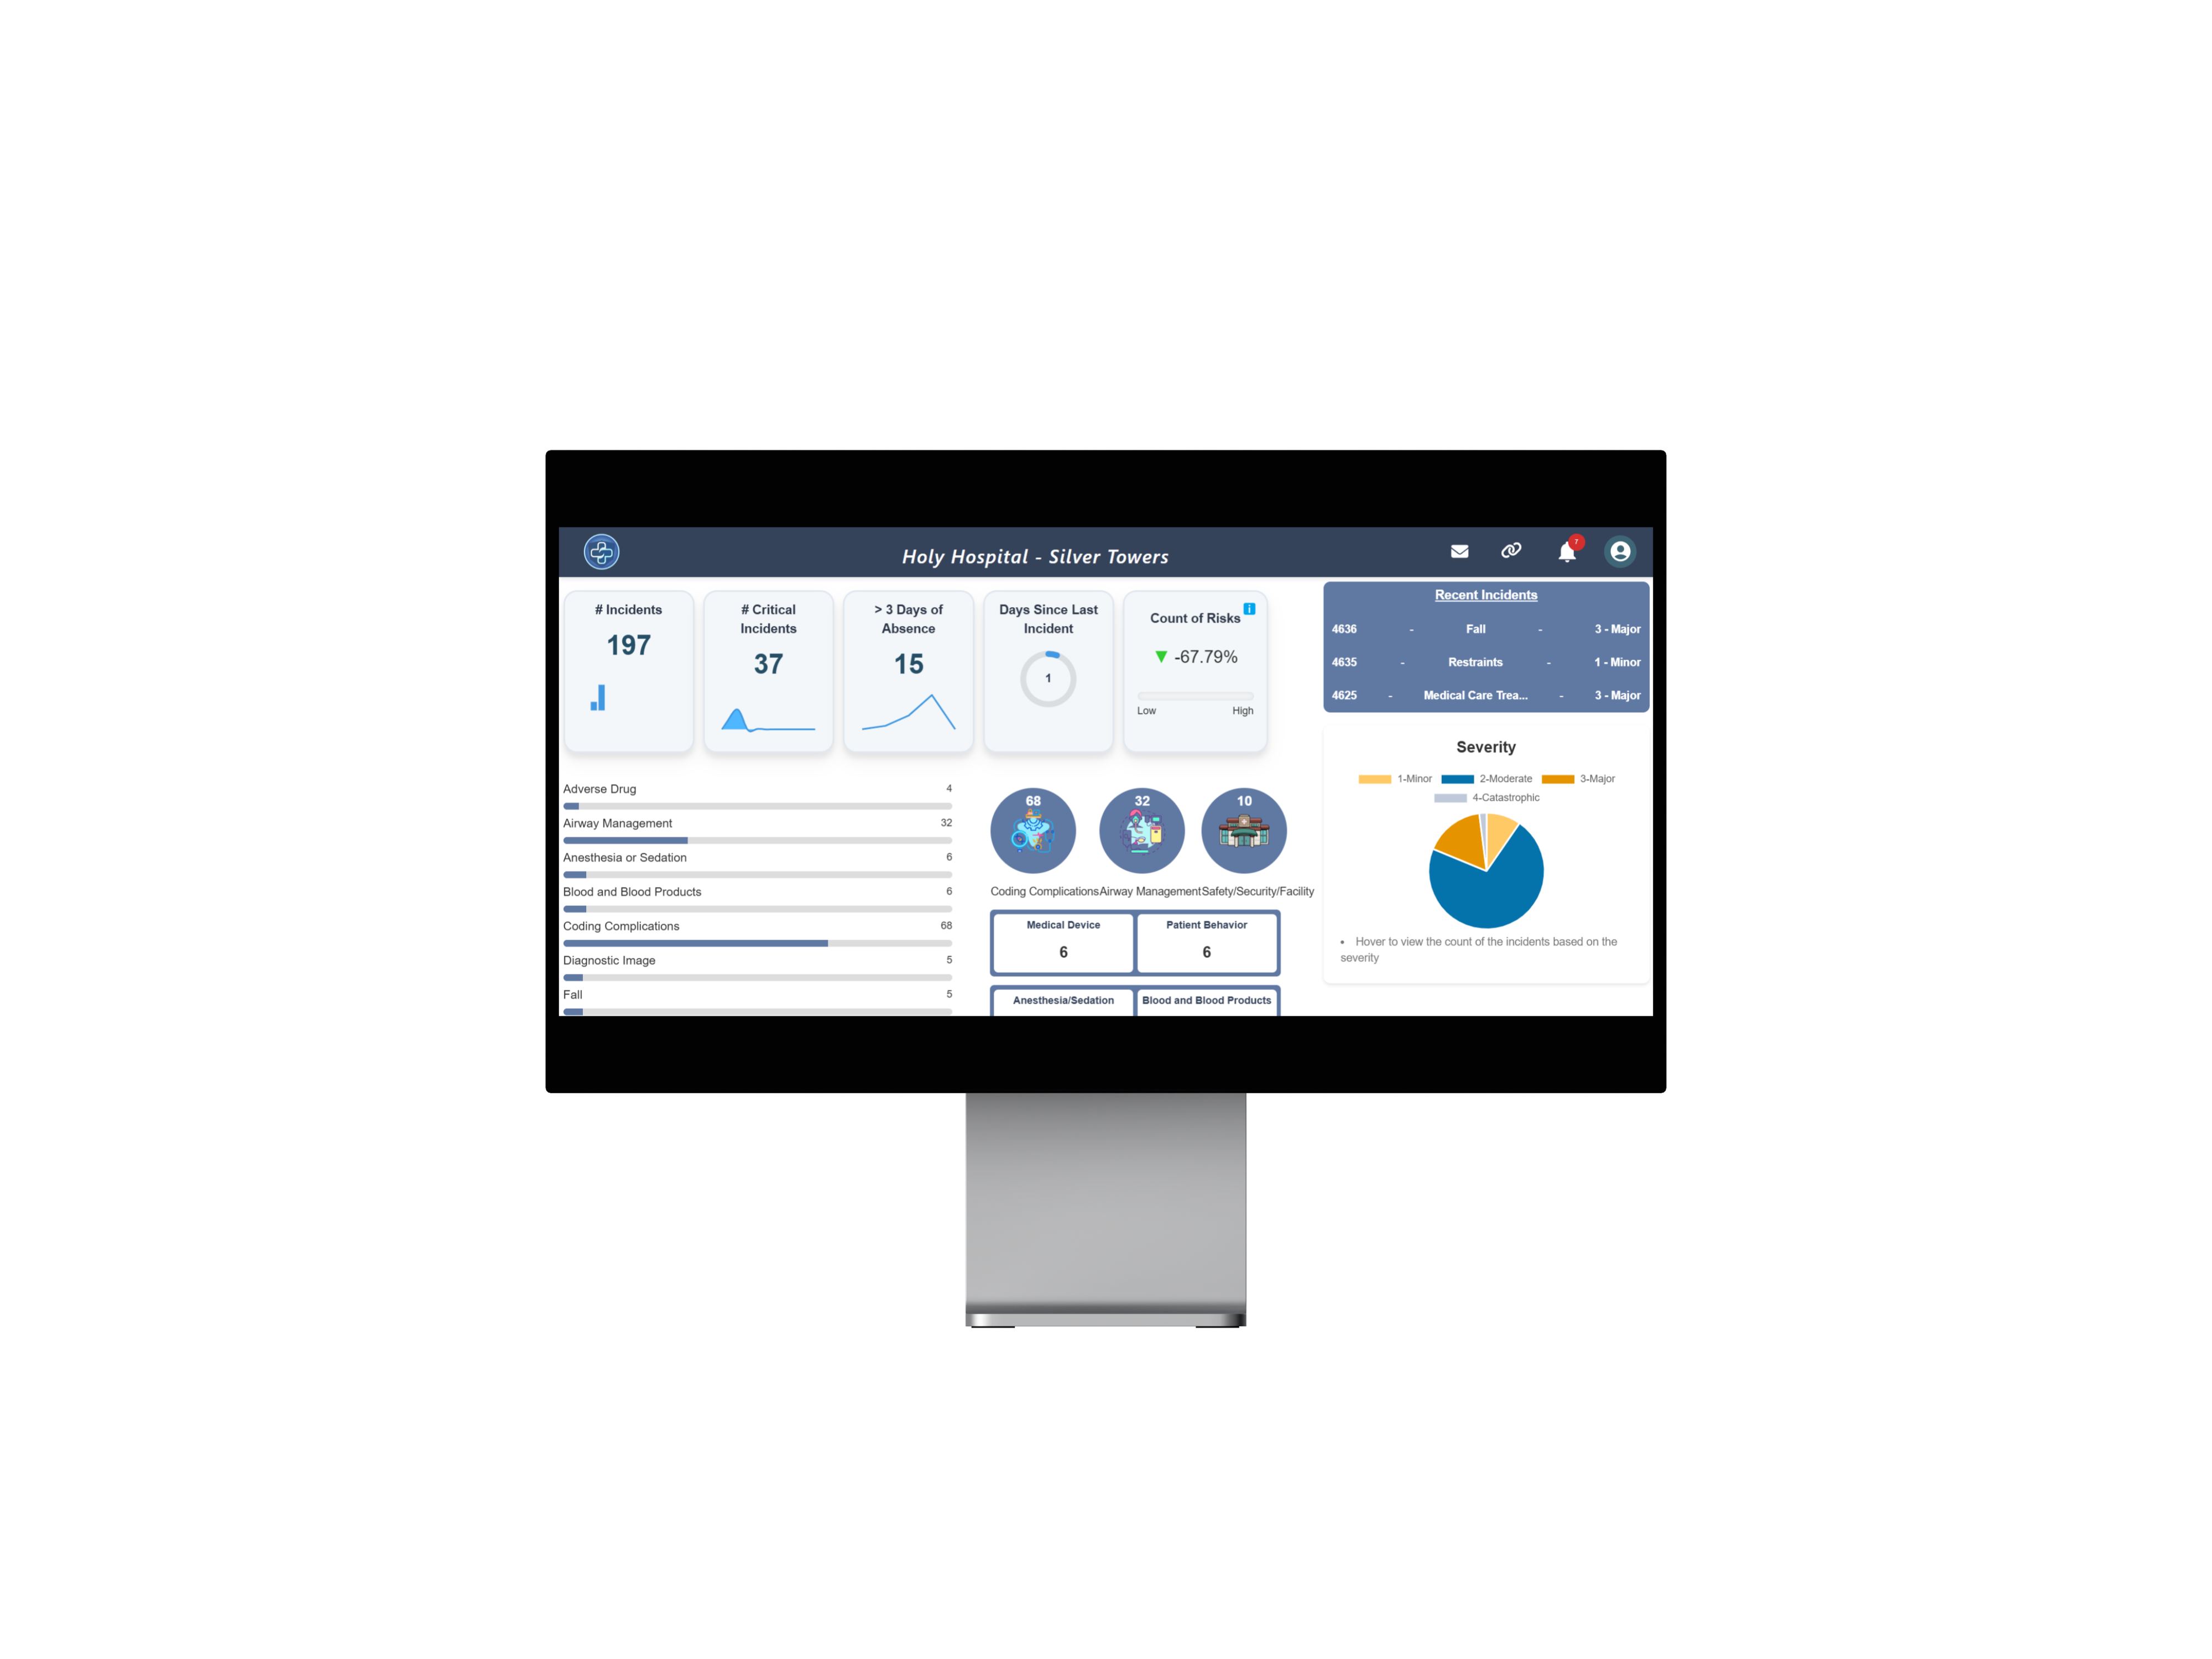 Holy Hospital - Silver Towers
7
# Incidents
197
# Critical
Incidents
37
> 3 Days of
Absence
15
Days Since Last
Incident
1
Count of Risks
i
-67.79%
Low
High
Recent Incidents
4636 - Fall - 3 - Major
4635 - Restraints - 1 - Minor
4625 - Medical Care Trea... - 3 - Major
Adverse Drug 4
Airway Management 32
Anesthesia or Sedation 6
Blood and Blood Products 6
Coding Complications 68
Diagnostic Image 5
Fall 5
68
32
10
Coding Complications
Airway Management
Safety/Security/Facility
Medical Device
6
Patient Behavior
6
Anesthesia/Sedation
Blood and Blood Products
Severity
1-Minor 2-Moderate 3-Major
4-Catastrophic
• Hover to view the count of the incidents based on the
severity